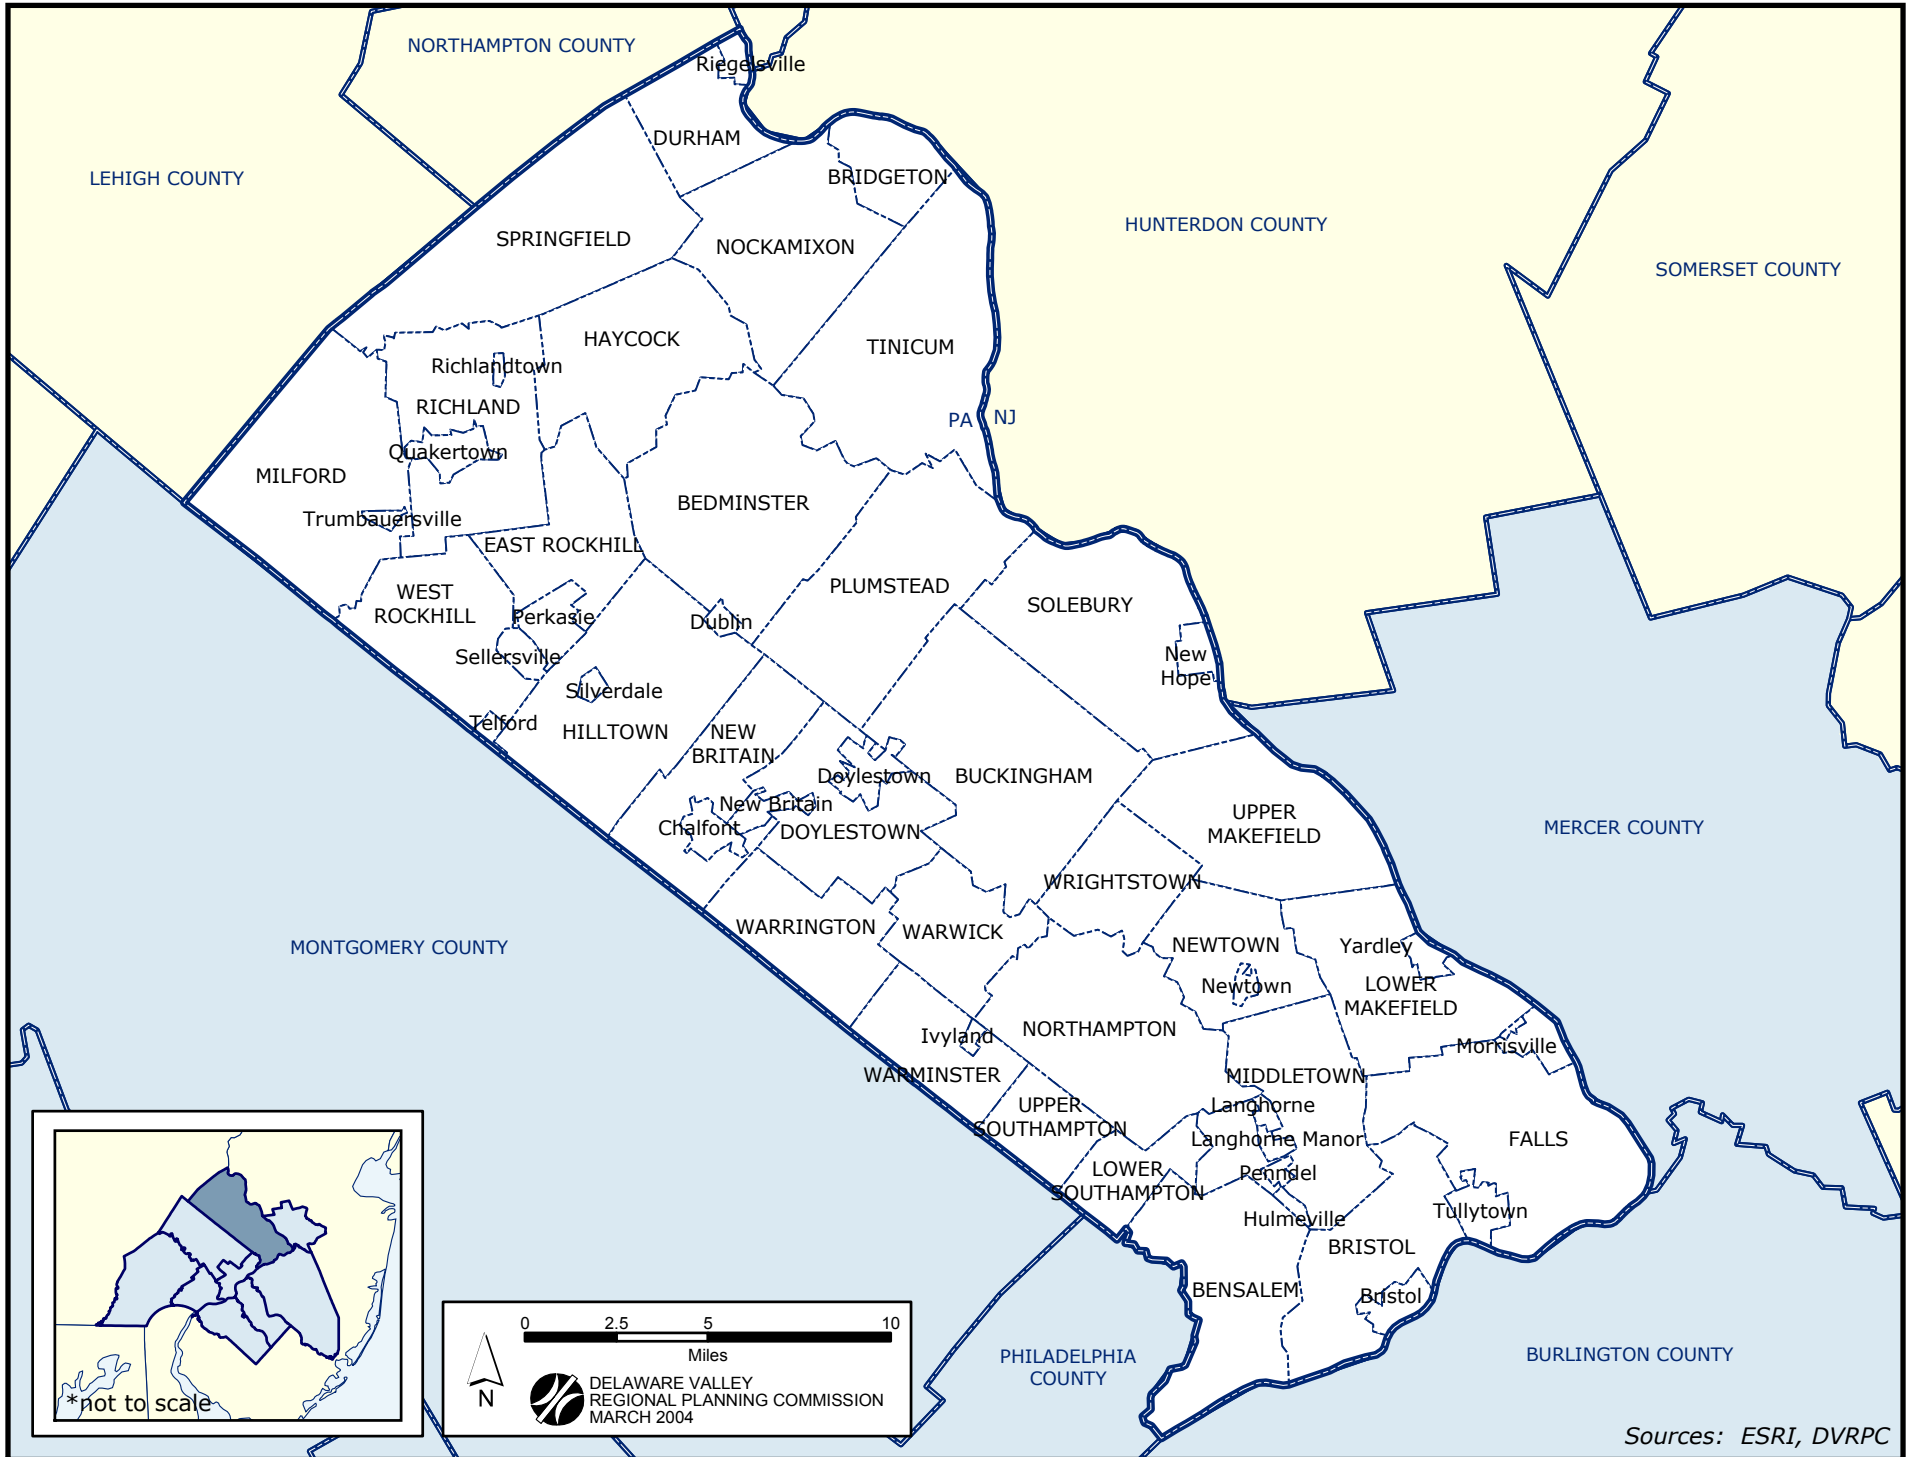 NORTHAMPTON COUNTY
Riegelsville
DURHAM
LEHIGH COUNTY
BRIDGETON
HUNTERDON COUNTY
SPRINGFIELD
NOCKAMIXON
SOMERSET COUNTY
HAYCOCK
TINICUM
Richlandtown
RICHLAND
PA
NJ
Quakertown
MILFORD
BEDMINSTER
Trumbauersville
EAST ROCKHILL
WEST
ROCKHILL
PLUMSTEAD
SOLEBURY
Perkasie
Dublin
Sellersville
New
Hope
Silverdale
Telford
HILLTOWN
NEW
BRITAIN
Doylestown
BUCKINGHAM
New Britain
UPPER
MAKEFIELD
Chalfont
DOYLESTOWN
MERCER COUNTY
WRIGHTSTOWN
WARRINGTON
WARWICK
MONTGOMERY COUNTY
NEWTOWN
Yardley
Newtown
LOWER
MAKEFIELD
Ivyland
NORTHAMPTON
Morrisville
WARMINSTER
MIDDLETOWN
UPPER
SOUTHAMPTON
Langhorne
Langhorne Manor
FALLS
LOWER
SOUTHAMPTON
Penndel
Hulmeville
Tullytown
BRISTOL
BENSALEM
Bristol
PHILADELPHIA
COUNTY
BURLINGTON COUNTY
*not to scale
0 2.5 5 10
Miles
N
DELAWARE VALLEY
REGIONAL PLANNING COMMISSION
MARCH 2004
Sources: ESRI, DVRPC